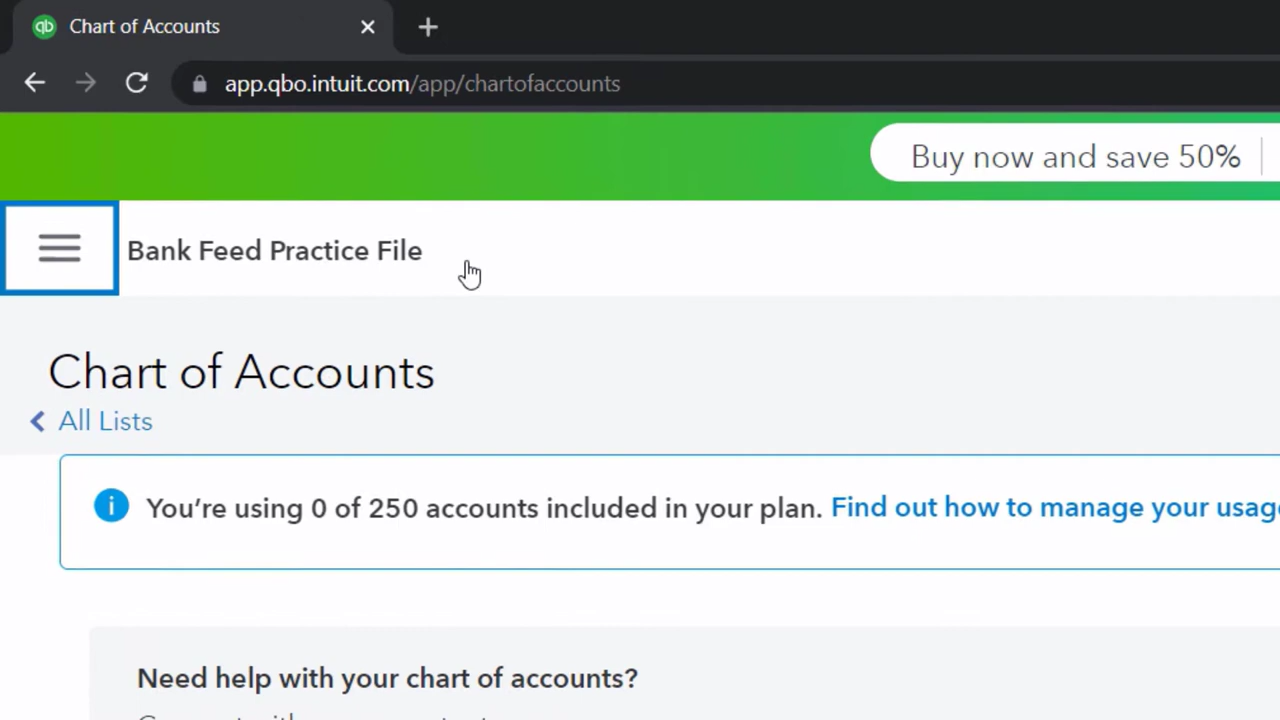 qb Chart of Accounts
app.qbo.intuit.com/app/chartofaccounts
Buy now and save 50%
Bank Feed Practice File
Chart of Accounts
All Lists
You're using 0 of 250 accounts included in your plan. Find out how to manage your
Need help with your chart of accounts?